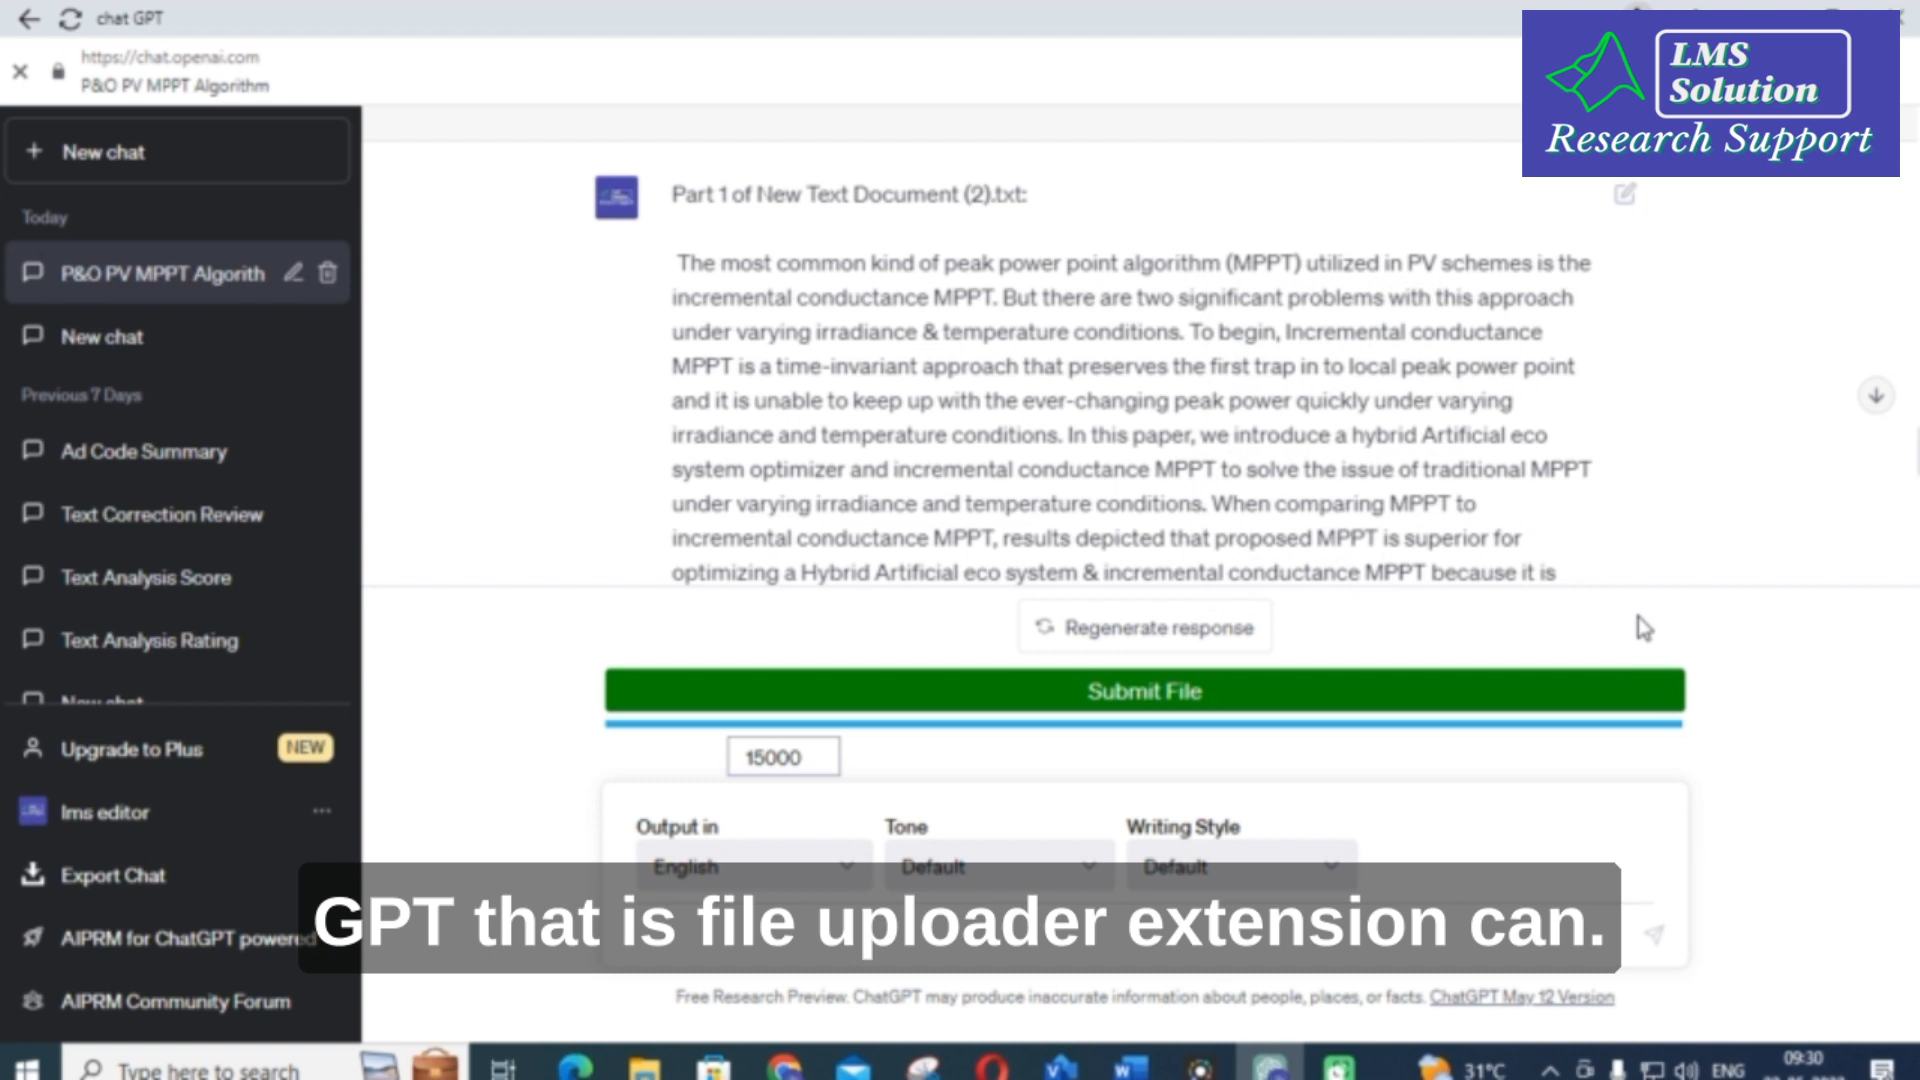 chat GPT
https://chat.openai.com
P&O PV MPPT Algorithm
LMS
Solution
Research Support
New chat
Today
P&O PV MPPT Algorith
New chat
Previous 7 Days
Ad Code Summary
Text Correction Review
Text Analysis Score
Text Analysis Rating
New chat
Upgrade to Plus NEW
lms editor
Export Chat
AIPRM for ChatGPT powered
AIPRM Community Forum
Part 1 of New Text Document (2).txt:
The most common kind of peak power point algorithm (MPPT) utilized in PV schemes is the
incremental conductance MPPT. But there are two significant problems with this approach
under varying irradiance & temperature conditions. To begin, Incremental conductance
MPPT is a time-invariant approach that preserves the first trap in to local peak power point
and it is unable to keep up with the ever-changing peak power quickly under varying
irradiance and temperature conditions. In this paper, we introduce a hybrid Artificial eco
system optimizer and incremental conductance MPPT to solve the issue of traditional MPPT
under varying irradiance and temperature conditions. When comparing MPPT to
incremental conductance MPPT, results depicted that proposed MPPT is superior for
optimizing a Hybrid Artificial eco system & incremental conductance MPPT because it is
Regenerate response
Submit File
15000
Output in Tone Writing Style
English Default Default
GPT that is file uploader extension can.
Free Research Preview. ChatGPT may produce inaccurate information about people, places, or facts. ChatGPT May 12 Version
Type here to search
31°C
ENG
09:30